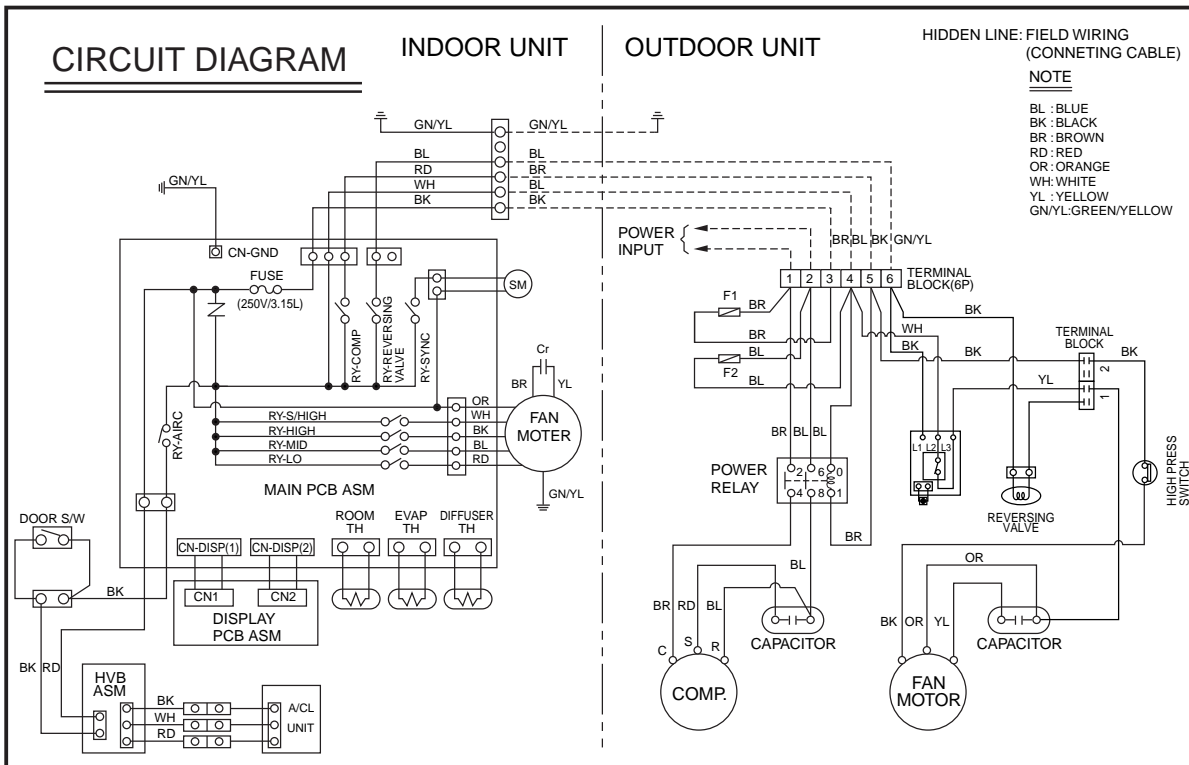 CIRCUIT DIAGRAM
INDOOR UNIT
OUTDOOR UNIT
HIDDEN LINE: FIELD WIRING
(CONNETING CABLE)
NOTE
BL : BLUE
BK : BLACK
BR : BROWN
RD : RED
OR : ORANGE
WH: WHITE
YL : YELLOW
GN/YL:GREEN/YELLOW
GN/YL GN/YL
BL BL
RD BR
WH BL
BK BK
GN/YL
CN-GND
FUSE
(250V/3.15L)
SM
RY-COMP
RY-REVERSING
VALVE
RY-SYNC
RY-AIRC
RY-S/HIGH
RY-HIGH
RY-MID
RY-LO
OR
WH
BK
BL
RD
Cr
BR YL
FAN
MOTER
GN/YL
MAIN PCB ASM
DOOR S/W
BK
CN-DISP(1) CN-DISP(2)
CN1 CN2
DISPLAY
PCB ASM
ROOM
TH
EVAP
TH
DIFFUSER
TH
BK RD
HVB
ASM
BK
WH
RD
A/CL
UNIT
POWER
INPUT
BR BL BK GN/YL
1 2 3 4 5 6
TERMINAL
BLOCK(6P)
F1
BR
BR
BL
F2
BL
WH
BK
BK
BK
YL
TERMINAL
BLOCK
2
1
BK
BR BL BL
POWER
RELAY
2 6 0
4 8 1
BR
BL
L1 L2 L3
REVERSING
VALVE
HIGH PRESS
SWITCH
BR RD BL
C S R
COMP.
CAPACITOR
OR
BK OR YL
CAPACITOR
FAN
MOTOR